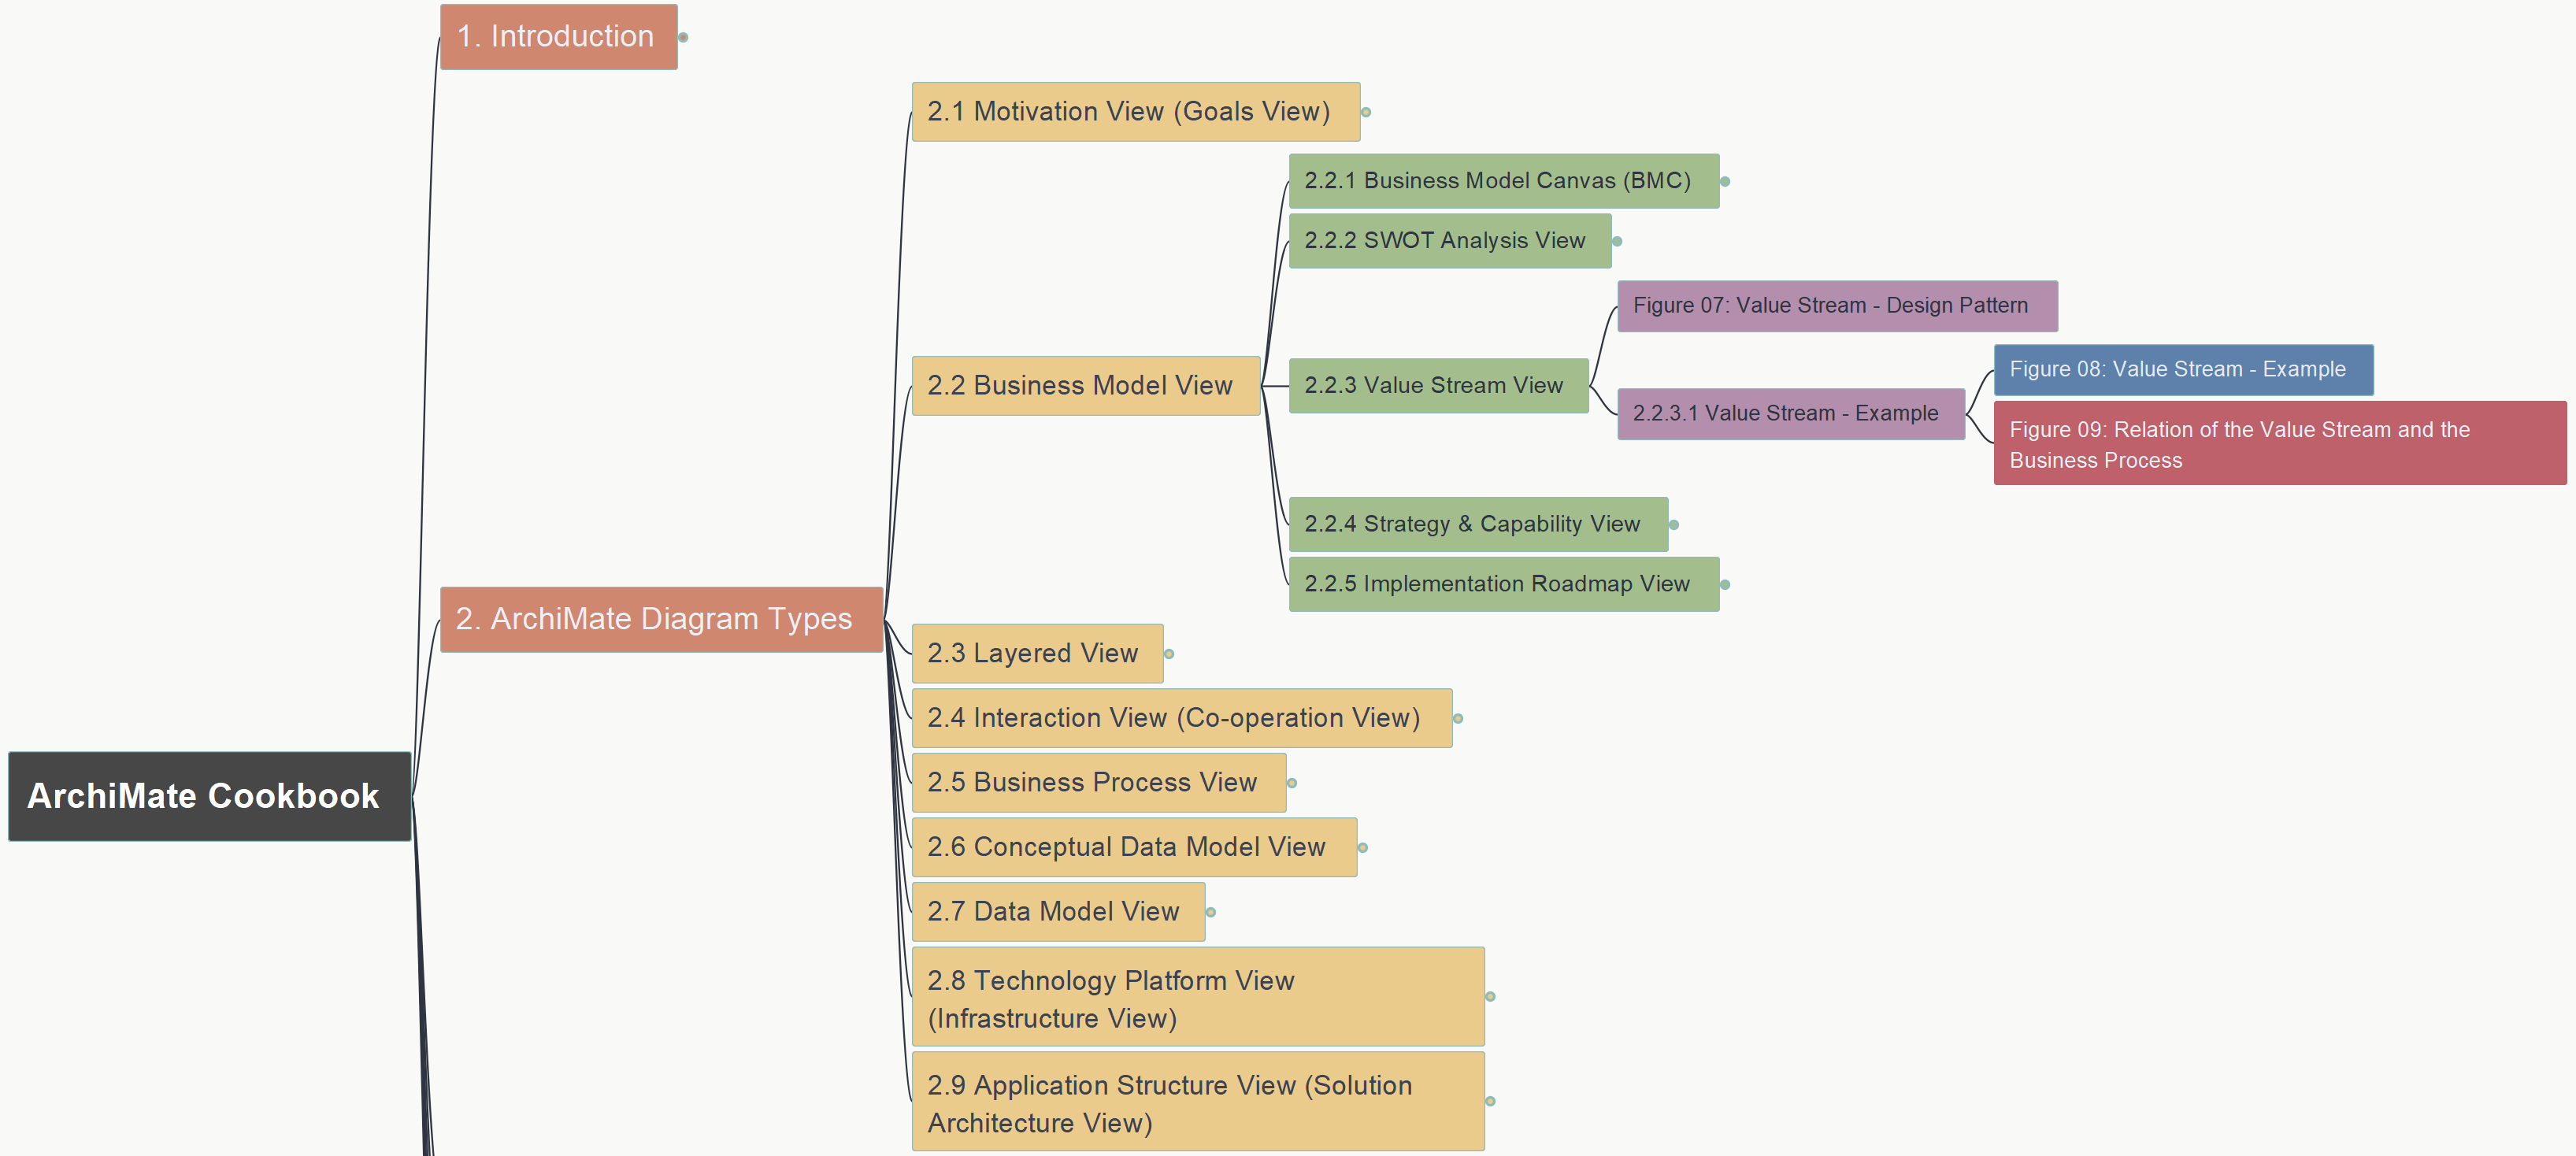 1. Introduction
2.1 Motivation View (Goals View)
2.2.1 Business Model Canvas (BMC)
2.2.2 SWOT Analysis View
Figure 07: Value Stream - Design Pattern
Figure 08: Value Stream - Example
2.2 Business Model View
2.2.3 Value Stream View
2.2.3.1 Value Stream - Example
Figure 09: Relation of the Value Stream and the
Business Process
2.2.4 Strategy & Capability View
2.2.5 Implementation Roadmap View
2. ArchiMate Diagram Types
2.3 Layered View
2.4 Interaction View (Co-operation View)
2.5 Business Process View
ArchiMate Cookbook
2.6 Conceptual Data Model View
2.7 Data Model View
2.8 Technology Platform View
(Infrastructure View)
2.9 Application Structure View (Solution
Architecture View)